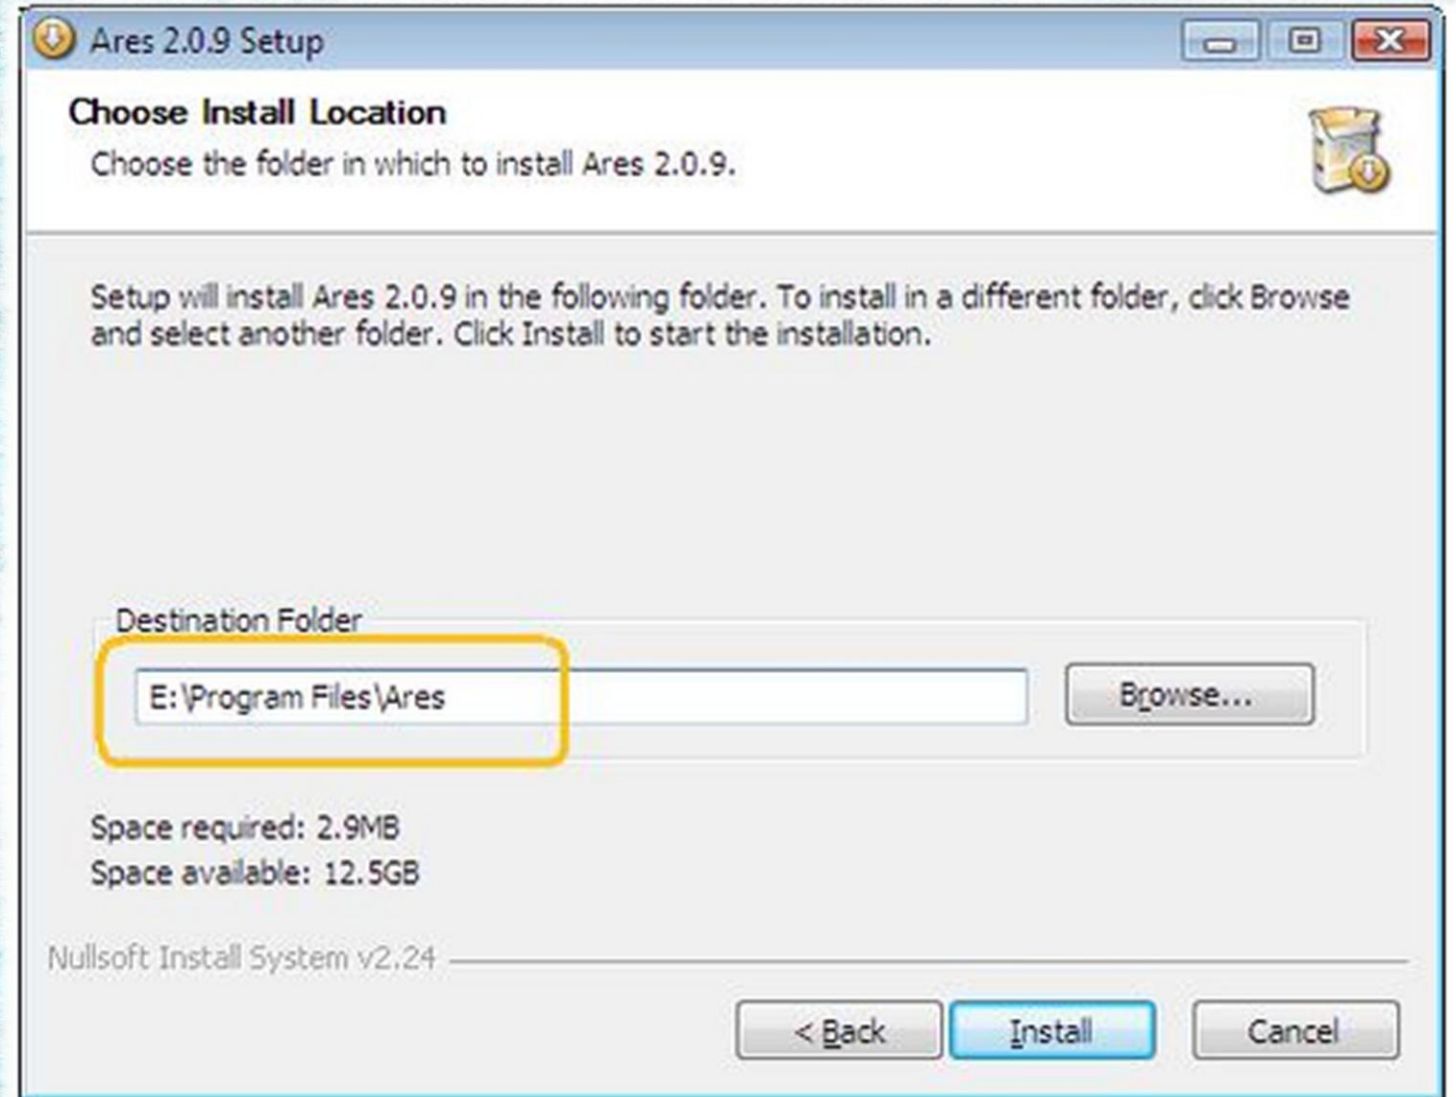 Ares 2.0.9 Setup
Choose Install Location
Choose the folder in which to install Ares 2.0.9.
Setup will install Ares 2.0.9 in the following folder. To install in a different folder, click Browse
and select another folder. Click Install to start the installation.
Destination Folder
E:\Program Files\Ares
Browse...
Space required: 2.9MB
Space available: 12.5GB
Nullsoft Install System v2.24
< Back
Install
Cancel